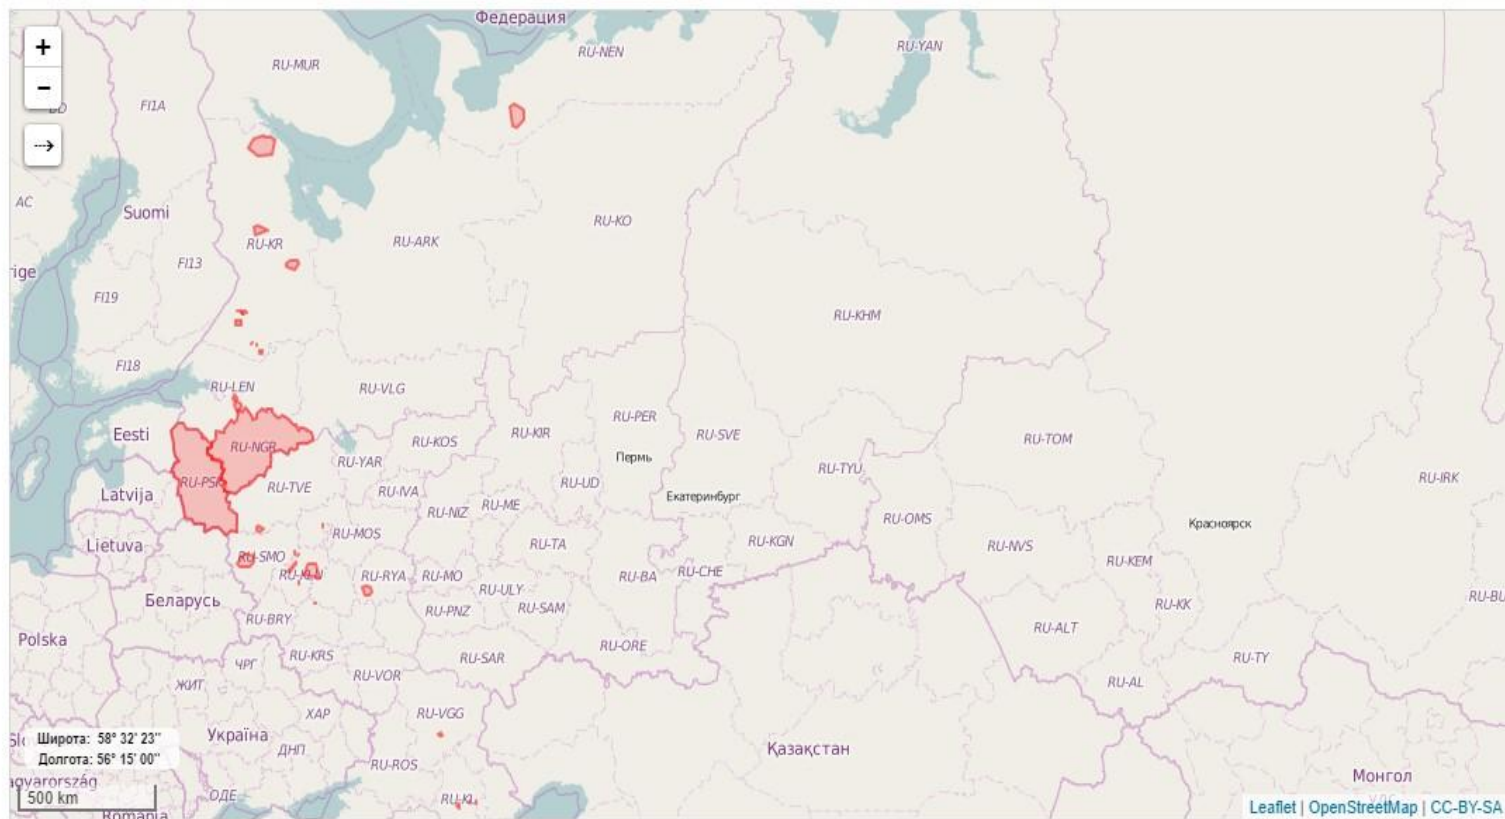 Федерация
+
RU-NEN
RU-YAN
RU-MUR
−
FI1A
AC
Suomi
RU-KO
RU-ARK
RU-KR
FI13
FI19
RU-KHM
FI18
RU-LEN
RU-VLG
RU-PER
Eesti
RU-KOS
RU-KIR
RU-SVE
RU-TOM
RU-NGR
Пермь
RU-YAR
RU-TYU
RU-IRK
RU-UD
RU-TVE
RU-IVA
Latvija
Екатеринбург
RU-ME
RU-NIZ
RU-OMS
Красноярск
RU-MOS
RU-KGN
Lietuva
RU-TA
RU-NVS
RU-SMO
RU-KEM
RU-RYA
RU-MO
RU-BA
RU-CHE
RU-ULY
Беларусь
RU-KK
RU-PNZ
RU-SAM
RU-BRY
RU-ALT
Polska
RU-ORE
RU-KRS
RU-SAR
RU-TY
ЧРГ
RU-VOR
RU-AL
ЖИТ
ХАР
RU-VGG
Україна
Широта: 58° 32' 23"
ДНП
Қазақстан
Долгота: 56° 15' 00"
RU-ROS
Монгол
500 km
ОДЕ
RU-KL
România
Leaflet | OpenStreetMap | CC-BY-SA